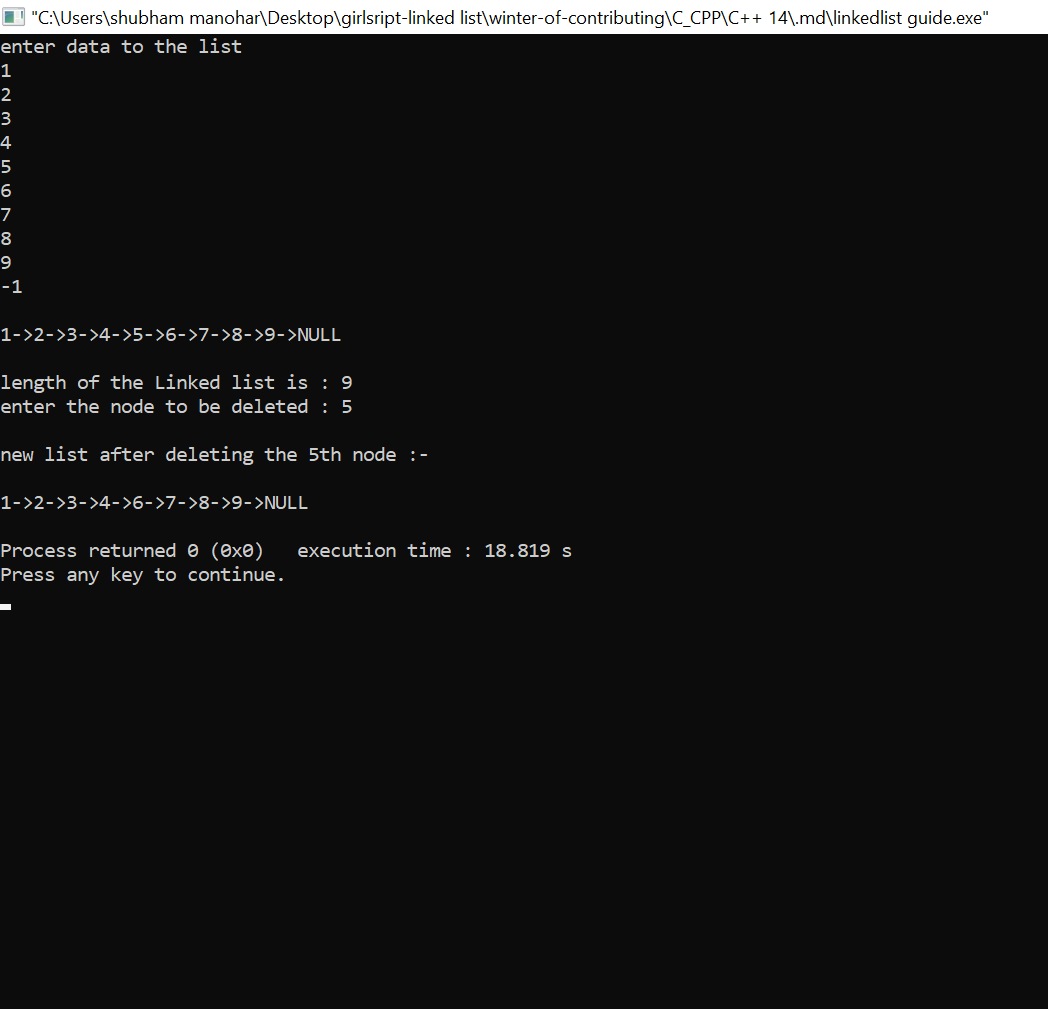 "C:\Users\shubham manohar\Desktop\girlsript-linked list\winter-of-contributing\C_CPP\C++ 14\.md\linkedlist guide.exe"
enter data to the list
1
2
3
4
5
6
7
8
9
-1
1->2->3->4->5->6->7->8->9->NULL
length of the Linked list is : 9
enter the node to be deleted : 5
new list after deleting the 5th node :-
1->2->3->4->6->7->8->9->NULL
Process returned 0 (0x0)   execution time : 18.819 s
Press any key to continue.